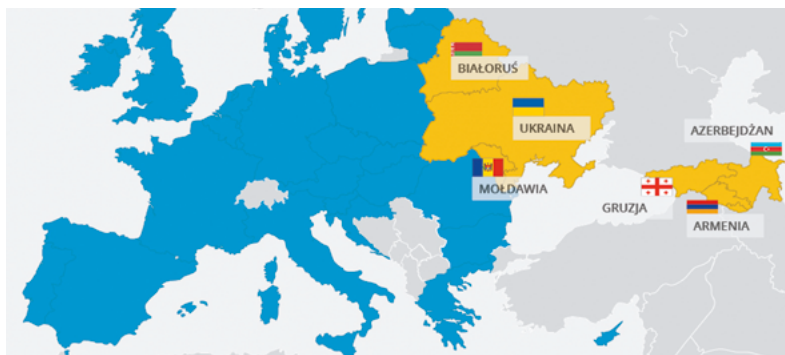 BIAŁORUŚ
UKRAINA
AZERBEJDŻAN
MOŁDAWIA
GRUZJA
ARMENIA